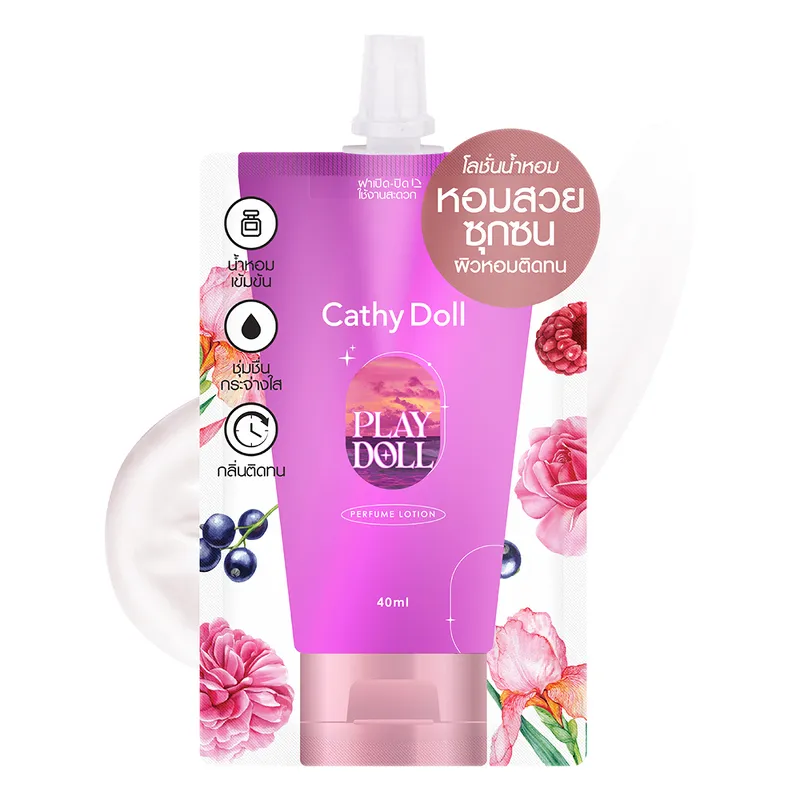 ฝาเปิด-ปิด
ใช้งานสะดวก
โลชั่นน้ำหอม
หอมสวย
ซุกซน
ผิวหอมติดทน
น้ำหอม
เข้มข้น
ชุ่มชื่น
กระจ่างใส
กลิ่นติดทน
Cathy Doll
PLAY
DOLL
PERFUME LOTION
40ml